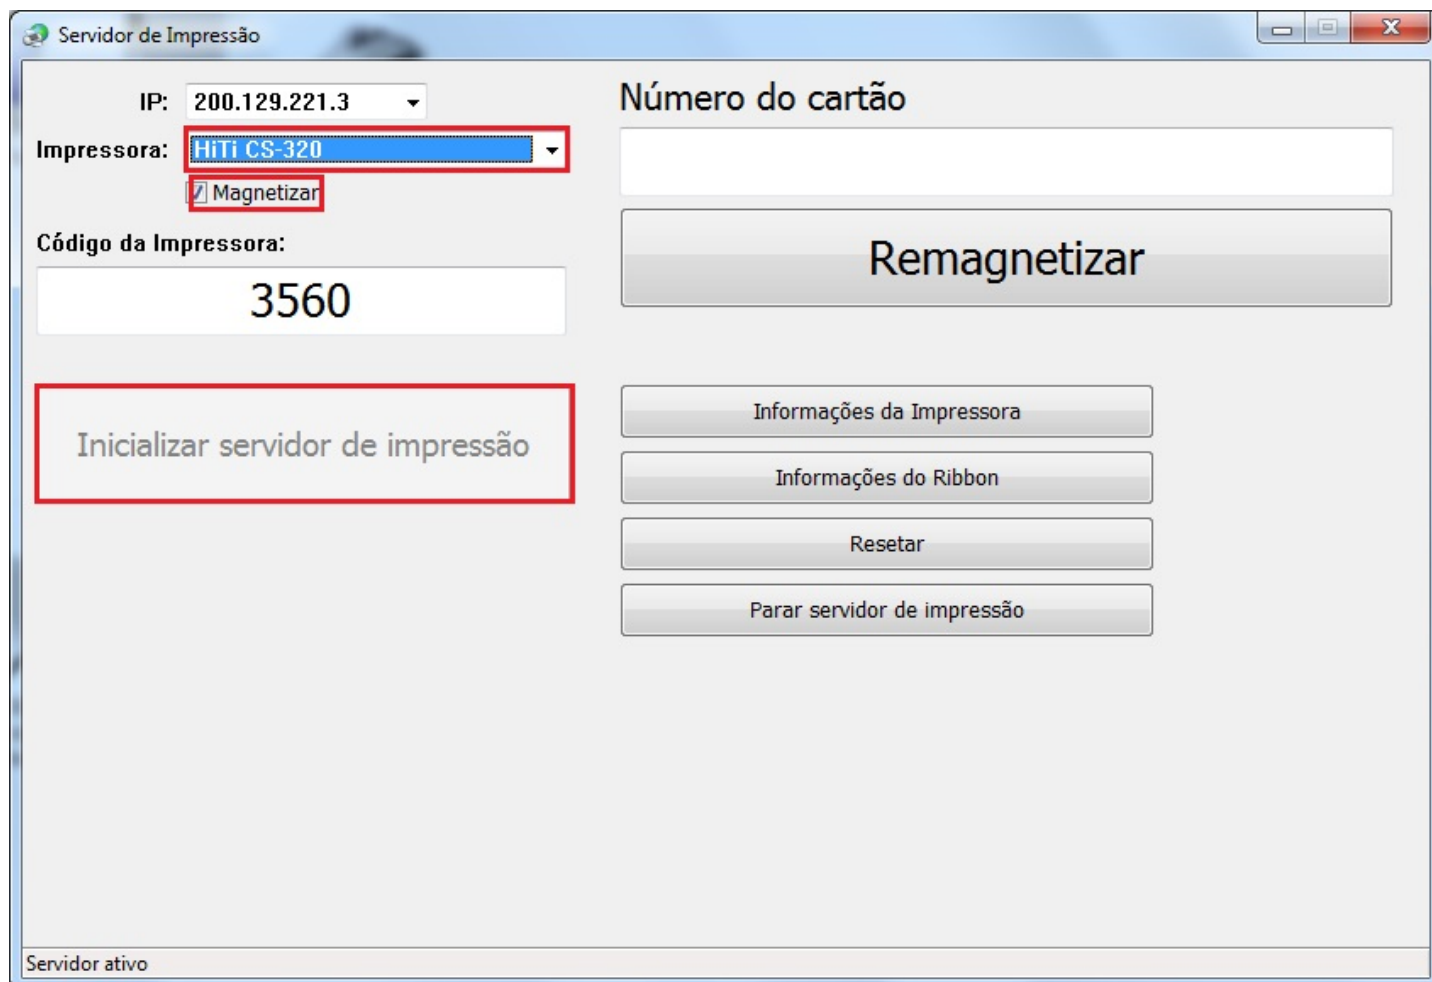 Servidor de Impressão
IP: 200.129.221.3
Impressora: HiTi CS-320
Magnetizar
Código da Impressora:
3560
Inicializar servidor de impressão
Número do cartão
Remagnetizar
Informações da Impressora
Informações do Ribbon
Resetar
Parar servidor de impressão
Servidor ativo